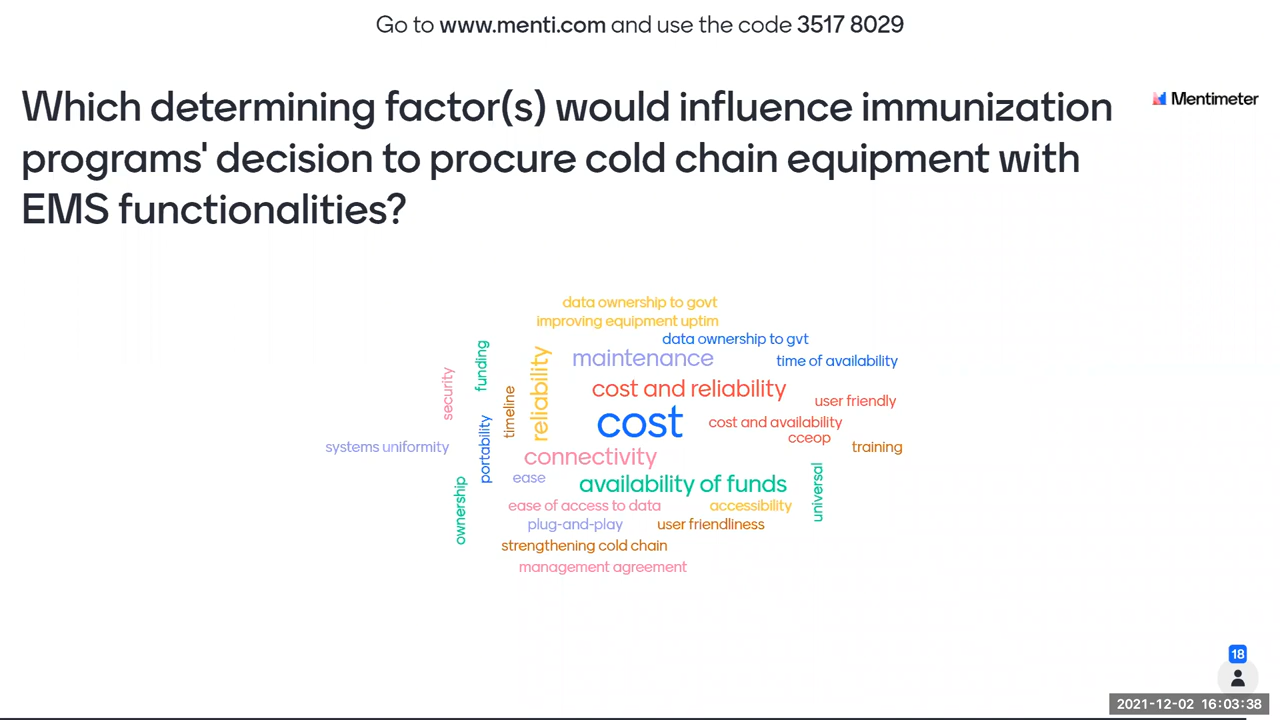 Go to www.menti.com and use the code 3517 8029
Which determining factor(s) would influence immunization
programs' decision to procure cold chain equipment with
EMS functionalities?
Mentimeter
data ownership to govt
improving equipment uptim
data ownership to gvt
maintenance
time of availability
funding
reliability
security
timeline
cost and reliability
user friendly
cost
cost and availability
cceop
portability
systems uniformity
training
connectivity
ease
availability of funds
universal
ownership
ease of access to data
accessibility
plug-and-play
user friendliness
strengthening cold chain
management agreement
18
2021-12-02 16:03:38